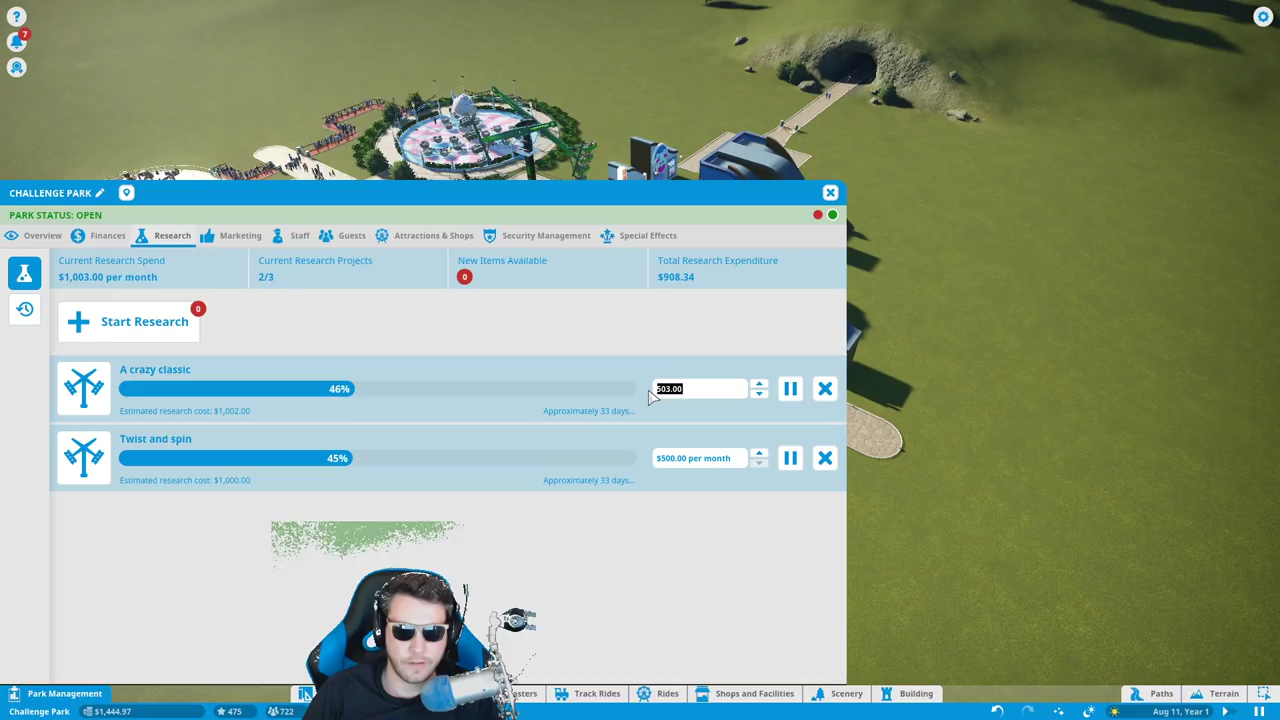 ?
7
CHALLENGE PARK
PARK STATUS: OPEN
Overview Finances Research Marketing Staff Guests Attractions & Shops Security Management Special Effects
Current Research Spend Current Research Projects New Items Available Total Research Expenditure
$1,003.00 per month 2/3 0 $908.34
Start Research 0
A crazy classic
46% 503.00
Estimated research cost: $1,002.00 Approximately 33 days...
Twist and spin
45% $500.00 per month
Estimated research cost: $1,000.00 Approximately 33 days...
Park Management Track Rides Rides Shops and Facilities Scenery Building Paths Terrain
Challenge Park $1,444.97 475 722 Aug 11, Year 1